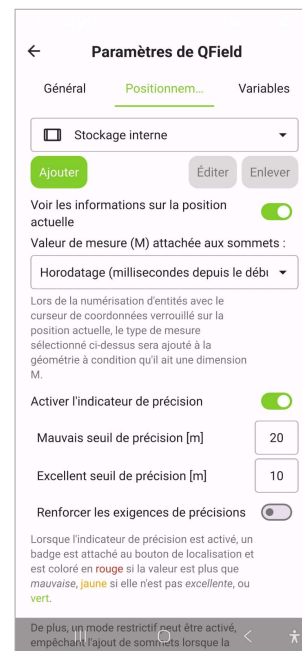 Paramètres de QField
Général Positionnem... Variables
Stockage interne
Ajouter Éditer Enlever
Voir les informations sur la position
actuelle
Valeur de mesure (M) attachée aux sommets :
Horodatage (millisecondes depuis le débu
Lors de la numérisation d'entités avec le
curseur de coordonnées verrouillé sur la
position actuelle, le type de mesure
sélectionné ci-dessus sera ajouté à la
géométrie à condition qu'il ait une dimension
M.
Activer l'indicateur de précision
Mauvais seuil de précision [m] 20
Excellent seuil de précision [m] 10
Renforcer les exigences de précisions
Lorsque l'indicateur de précision est activé, un
badge est attaché au bouton de localisation et
est coloré en rouge si la valeur est plus que
mauvaise, jaune si elle n'est pas excellente, ou
vert.
De plus, un mode restrictif peut être activé,
empêchant l'ajout de sommets lorsque la